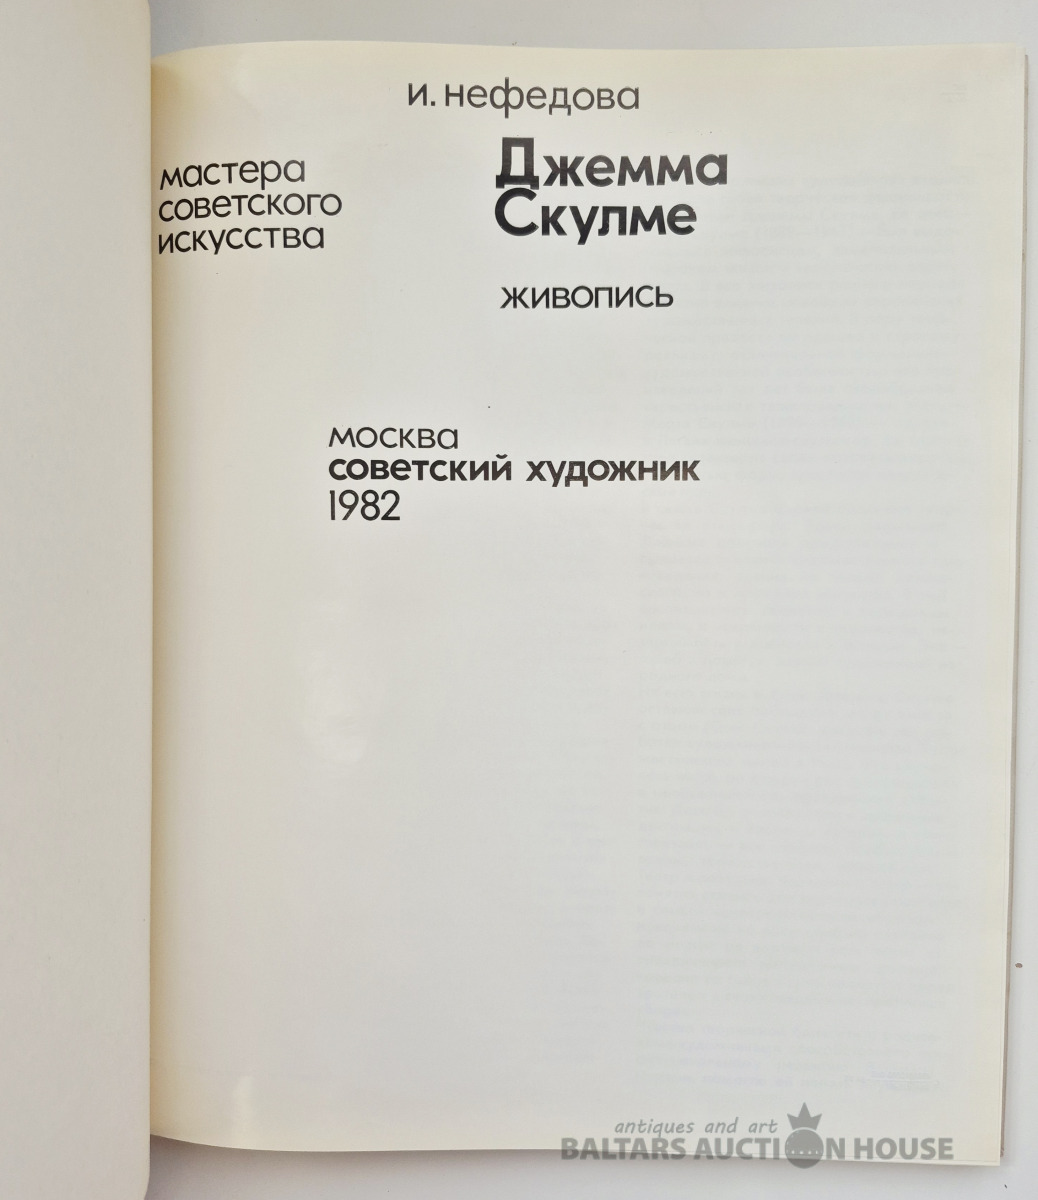 и. нефедова
мастера
советского
искусства
Джемма
Скулме
живопись
москва
советский художник
1982
antiques and art
BALTARS AUCTION HOUSE